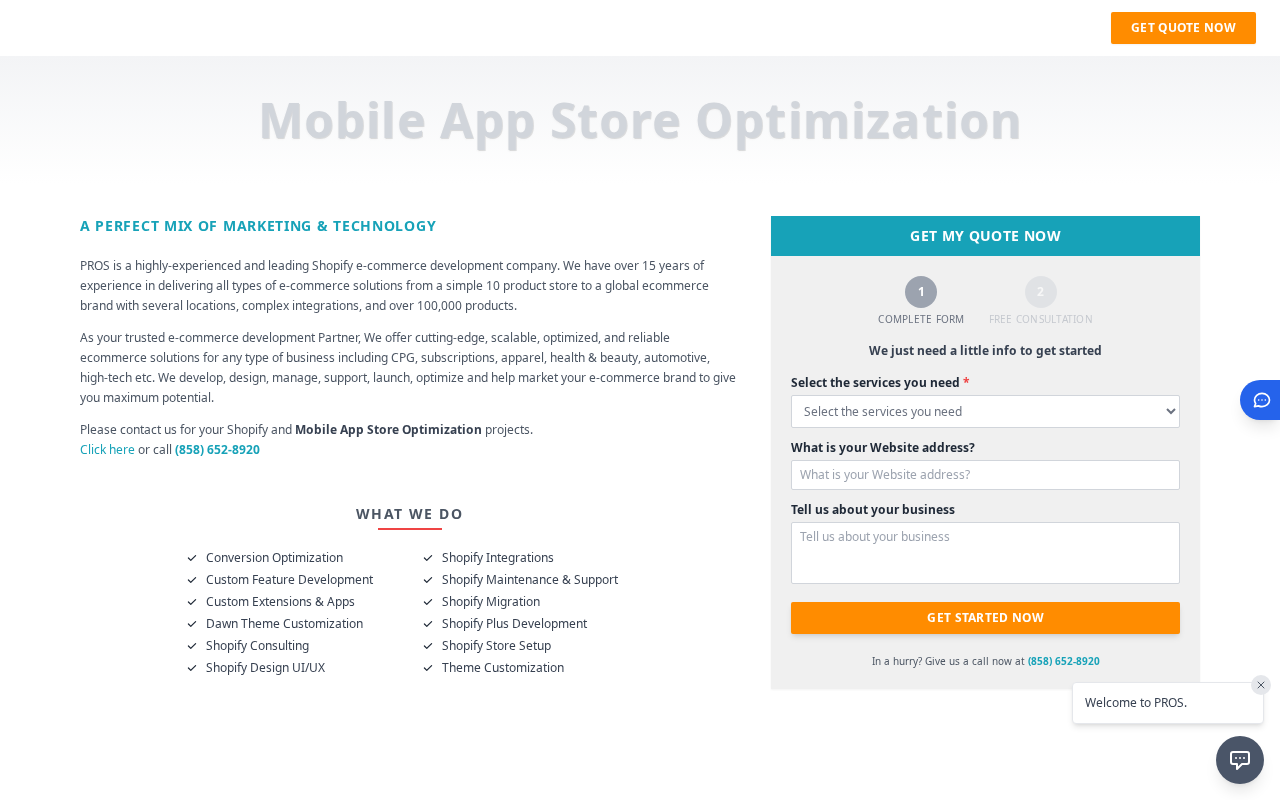 GET QUOTE NOW
Mobile App Store Optimization
A PERFECT MIX OF MARKETING & TECHNOLOGY
PROS is a highly-experienced and leading Shopify e-commerce development company. We have over 15 years of
experience in delivering all types of e-commerce solutions from a simple 10 product store to a global ecommerce
brand with several locations, complex integrations, and over 100,000 products.
As your trusted e-commerce development Partner, We offer cutting-edge, scalable, optimized, and reliable
ecommerce solutions for any type of business including CPG, subscriptions, apparel, health & beauty, automotive,
high-tech etc. We develop, design, manage, support, launch, optimize and help market your e-commerce brand to give
you maximum potential.
Please contact us for your Shopify and Mobile App Store Optimization projects.
Click here or call (858) 652-8920
WHAT WE DO
Conversion Optimization
Custom Feature Development
Custom Extensions & Apps
Dawn Theme Customization
Shopify Consulting
Shopify Design UI/UX
Shopify Integrations
Shopify Maintenance & Support
Shopify Migration
Shopify Plus Development
Shopify Store Setup
Theme Customization
GET MY QUOTE NOW
1 2
COMPLETE FORM FREE CONSULTATION
We just need a little info to get started
Select the services you need *
Select the services you need
What is your Website address?
What is your Website address?
Tell us about your business
Tell us about your business
GET STARTED NOW
In a hurry? Give us a call now at (858) 652-8920
Welcome to PROS.